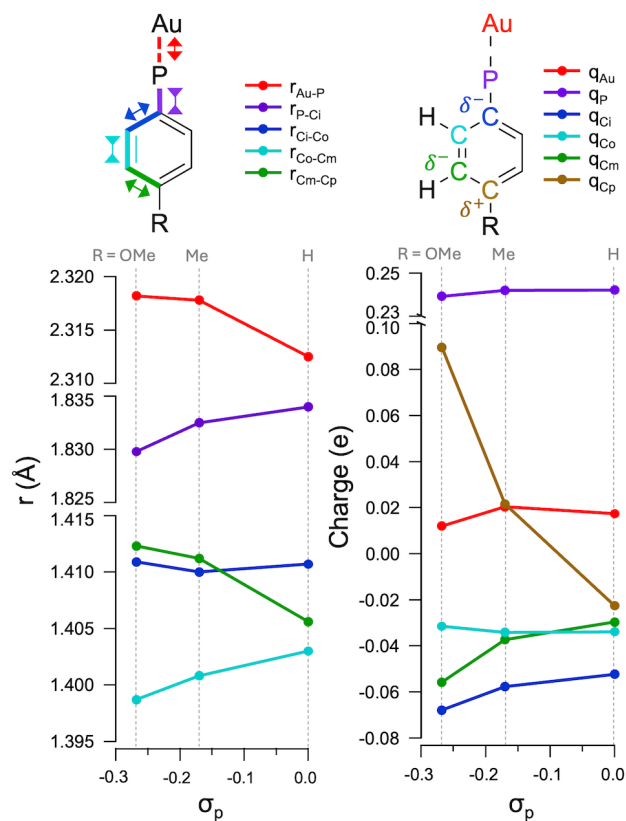 Au
P
R
r_Au-P
r_P-Ci
r_Ci-Co
r_Co-Cm
r_Cm-Cp
Au
P
δ−
C
H
C
δ−
C
H
C
δ+
R
q_Au
q_P
q_Ci
q_Co
q_Cm
q_Cp
R = OMe Me H
2.320
2.315
2.310
1.835
1.830
1.825
1.415
1.410
1.405
1.400
1.395
r (Å)
-0.3 -0.2 -0.1 0.0
σp
R = OMe Me H
0.25
0.23
0.10
0.08
0.06
0.04
0.02
0.00
-0.02
-0.04
-0.06
-0.08
Charge (e)
-0.3 -0.2 -0.1 0.0
σp